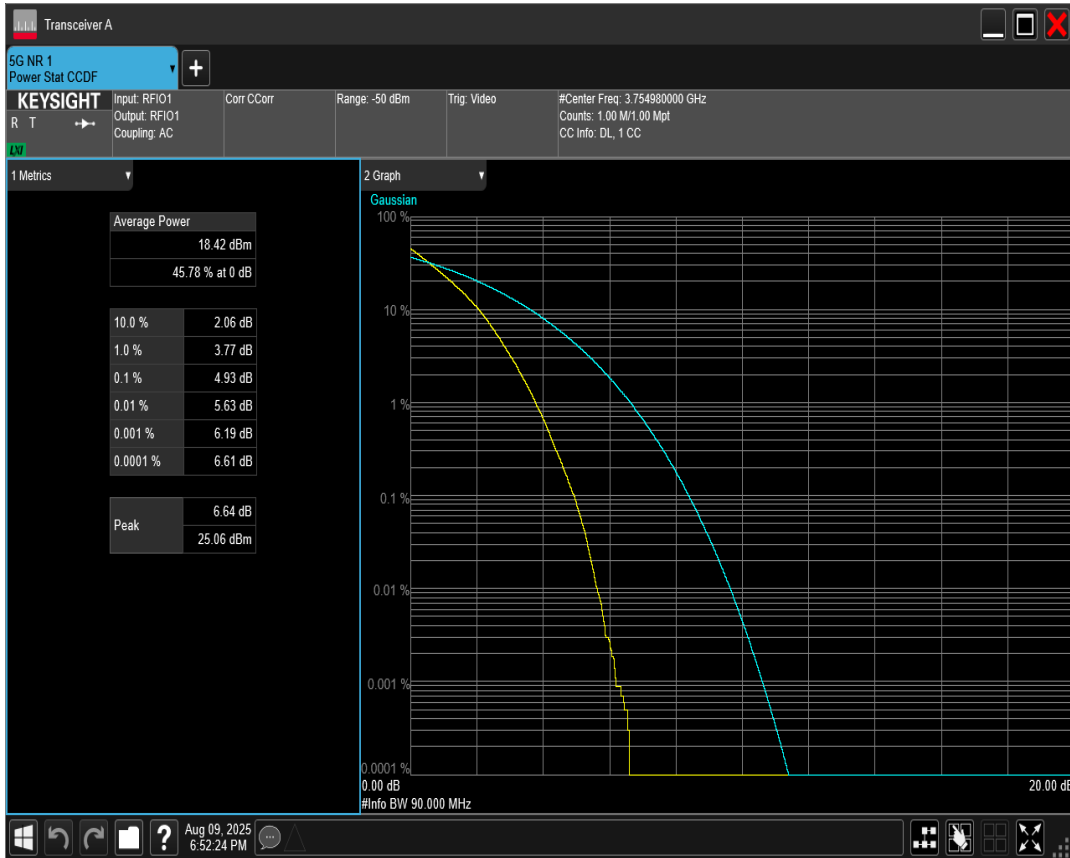 Transceiver A
5G NR 1
Power Stat CCDF
+
KEYSIGHT
R T
LXI
Input: RFIO1
Output: RFIO1
Coupling: AC
Corr CCorr
Range: -50 dBm
Trig: Video
#Center Freq: 3.754980000 GHz
Counts: 1.00 M/1.00 Mpt
CC Info: DL, 1 CC
1 Metrics
Average Power
18.42 dBm
45.78 % at 0 dB
10.0 % 2.06 dB
1.0 % 3.77 dB
0.1 % 4.93 dB
0.01 % 5.63 dB
0.001 % 6.19 dB
0.0001 % 6.61 dB
Peak
6.64 dB
25.06 dBm
2 Graph
Gaussian
100 %
10 %
1 %
0.1 %
0.01 %
0.001 %
0.0001 %
0.00 dB
20.00 dB
#Info BW 90.000 MHz
?
Aug 09, 2025
6:52:24 PM